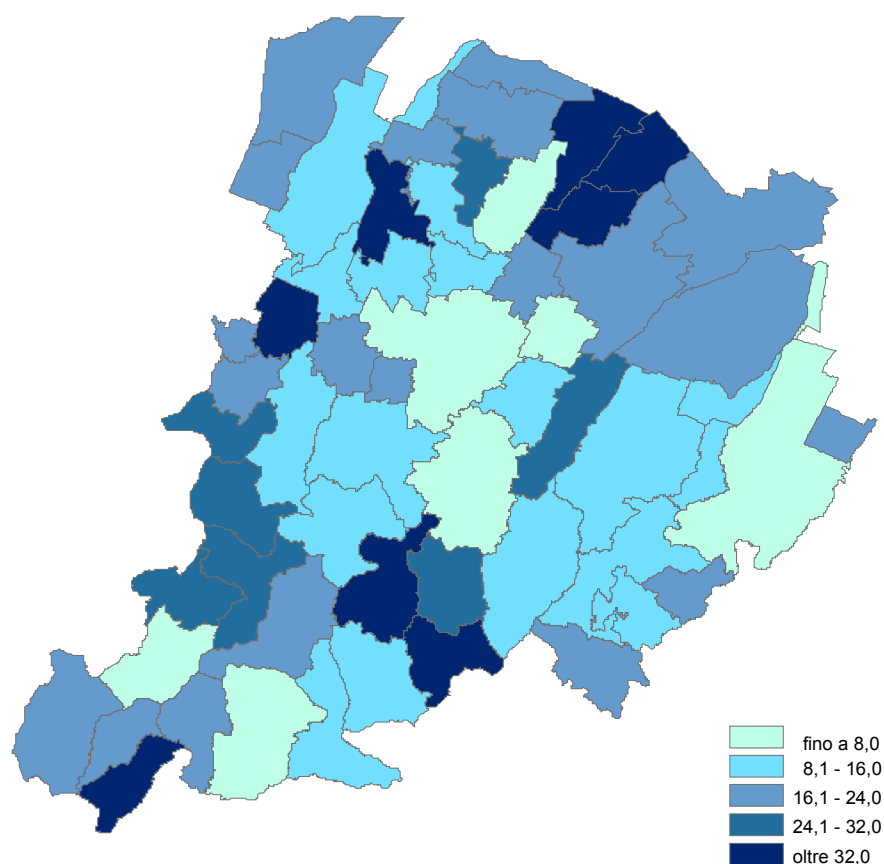 fino a 8,0
8,1 - 16,0
16,1 - 24,0
24,1 - 32,0
oltre 32,0